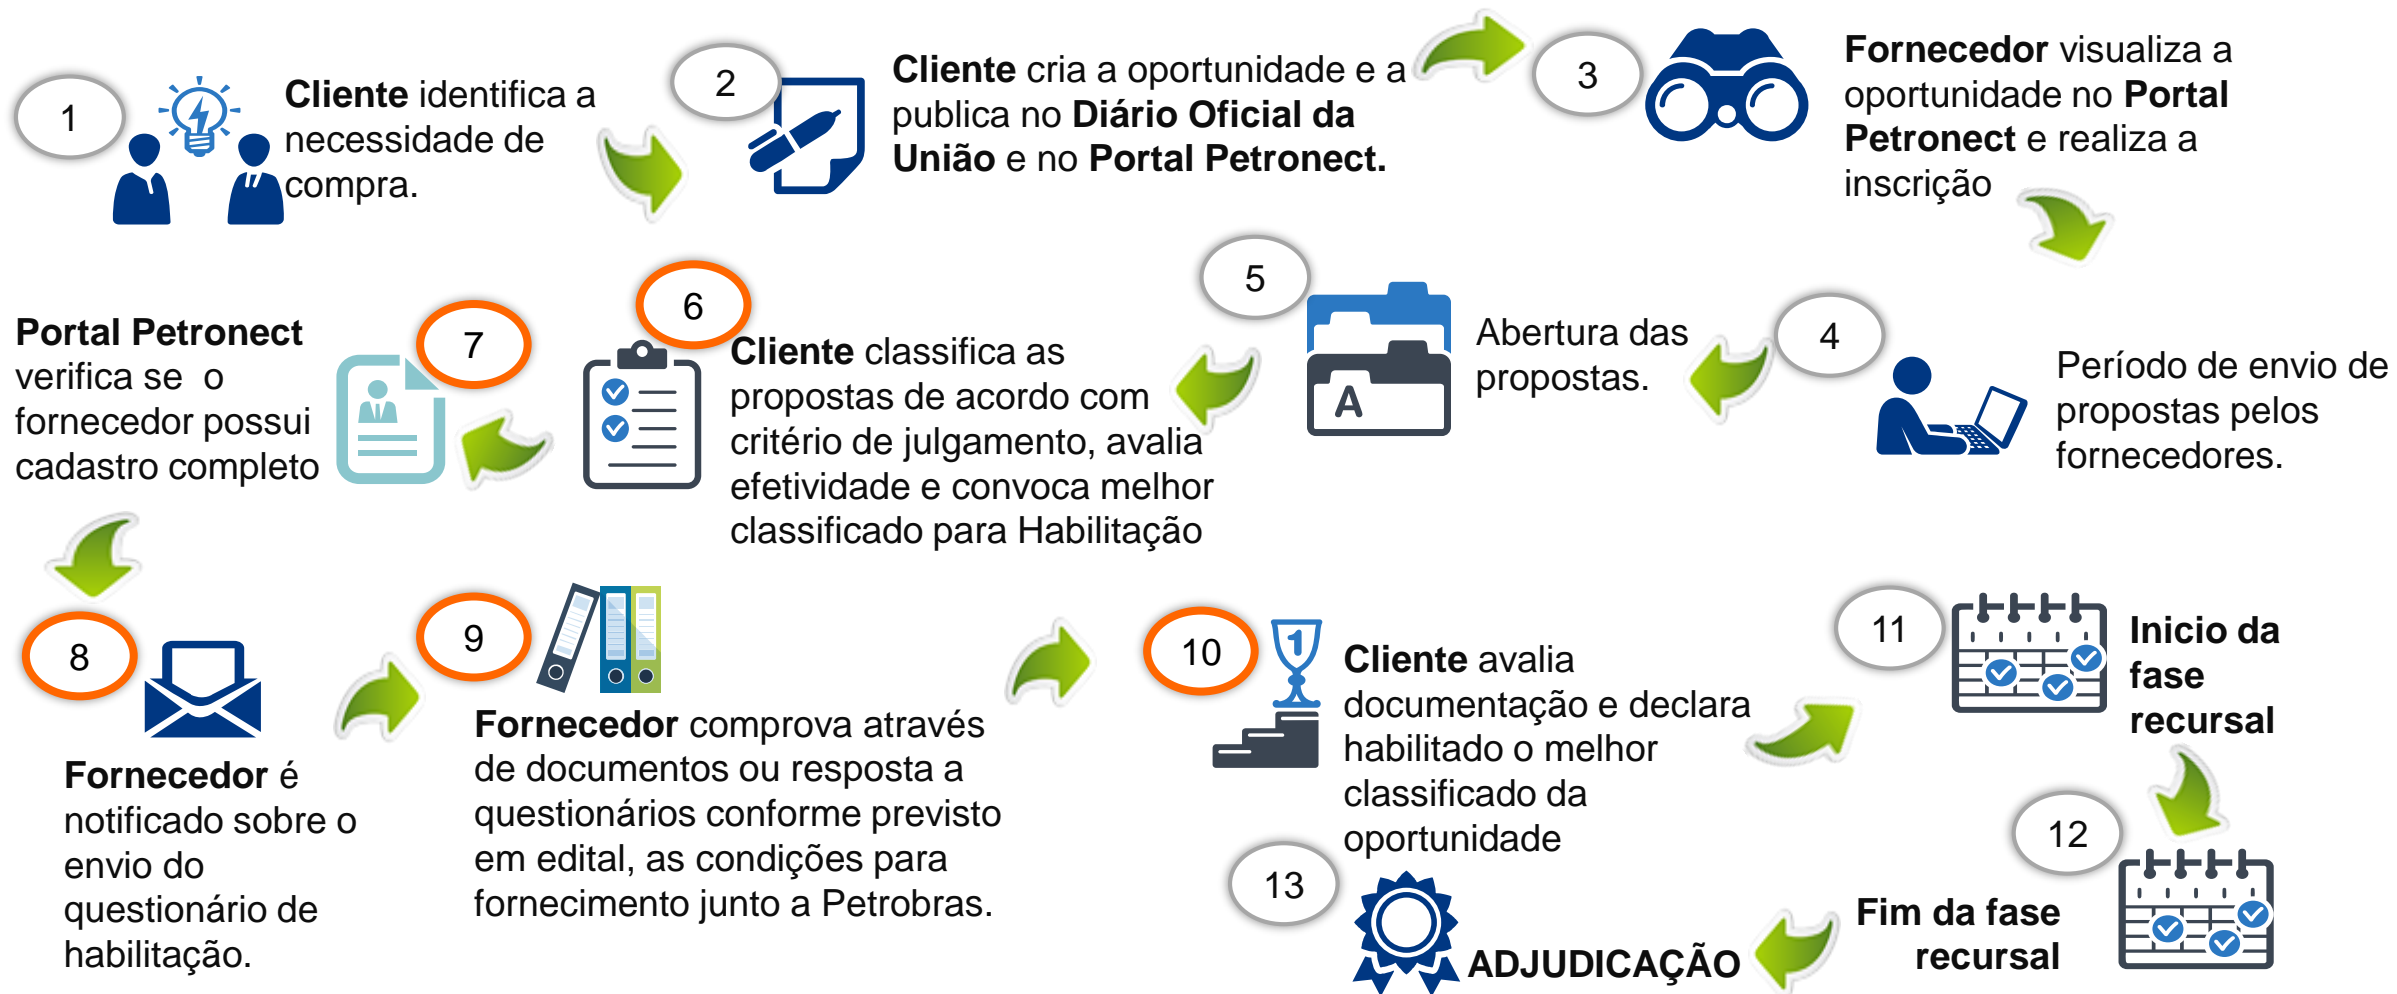 1
Cliente identifica a
necessidade de
compra.
2
Cliente cria a oportunidade e a
publica no Diário Oficial da
União e no Portal Petronect.
3
Fornecedor visualiza a
oportunidade no Portal
Petronect e realiza a
inscrição
4
Período de envio de
propostas pelos
fornecedores.
5
A
Abertura das
propostas.
6
Cliente classifica as
propostas de acordo com
critério de julgamento, avalia
efetividade e convoca melhor
classificado para Habilitação
7
Portal Petronect
verifica se o
fornecedor possui
cadastro completo
8
Fornecedor é
notificado sobre o
envio do
questionário de
habilitação.
9
Fornecedor comprova através
de documentos ou resposta a
questionários conforme previsto
em edital, as condições para
fornecimento junto a Petrobras.
10
1
Cliente avalia
documentação e declara
habilitado o melhor
classificado da
oportunidade
11
Inicio da
fase
recursal
12
Fim da fase
recursal
13
ADJUDICAÇÃO